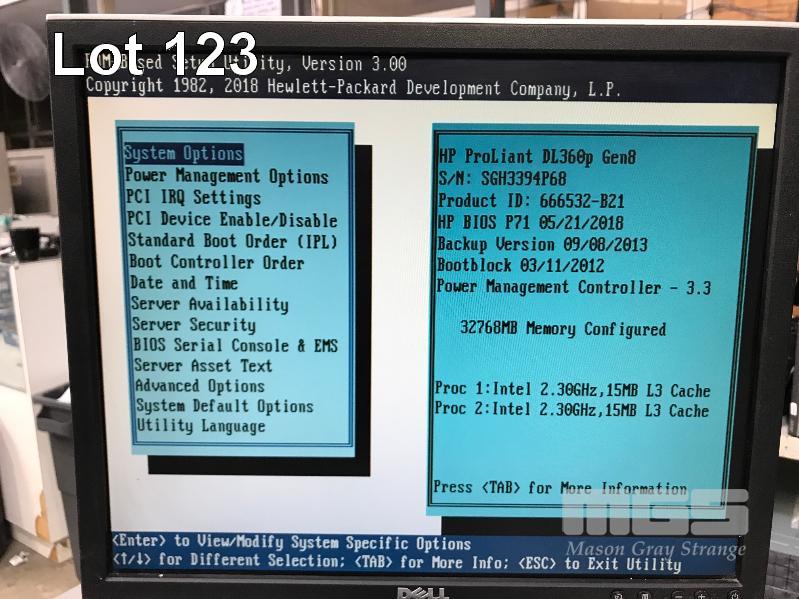 Lot 123
ROM-Based Setup Utility, Version 3.00
Copyright 1982, 2018 Hewlett-Packard Development Company, L.P.
System Options
Power Management Options
PCI IRQ Settings
PCI Device Enable/Disable
Standard Boot Order (IPL)
Boot Controller Order
Date and Time
Server Availability
Server Security
BIOS Serial Console & EMS
Server Asset Text
Advanced Options
System Default Options
Utility Language
HP ProLiant DL360p Gen8
S/N: SGH3394P68
Product ID: 666532-B21
HP BIOS P71 05/21/2018
Backup Version 09/08/2013
Bootblock 03/11/2012
Power Management Controller - 3.3
32768MB Memory Configured
Proc 1:Intel 2.30GHz,15MB L3 Cache
Proc 2:Intel 2.30GHz,15MB L3 Cache
Press <TAB> for More Information
<Enter> to View/Modify System Specific Options
<↑/↓> for Different Selection; <TAB> for More Info; <ESC> to Exit Utility
MGS
Mason Gray Strange
DELL